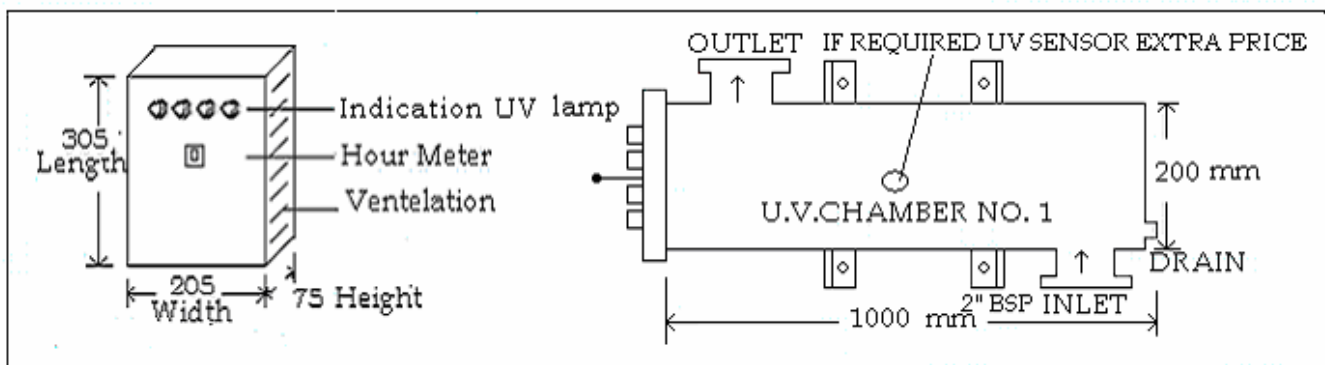 305
Length
205
Width
75 Height
Indication UV lamp
Hour Meter
Ventelation
OUTLET
IF REQUIRED UV SENSOR EXTRA PRICE
U.V.CHAMBER NO. 1
200 mm
DRAIN
2" BSP INLET
1000 mm